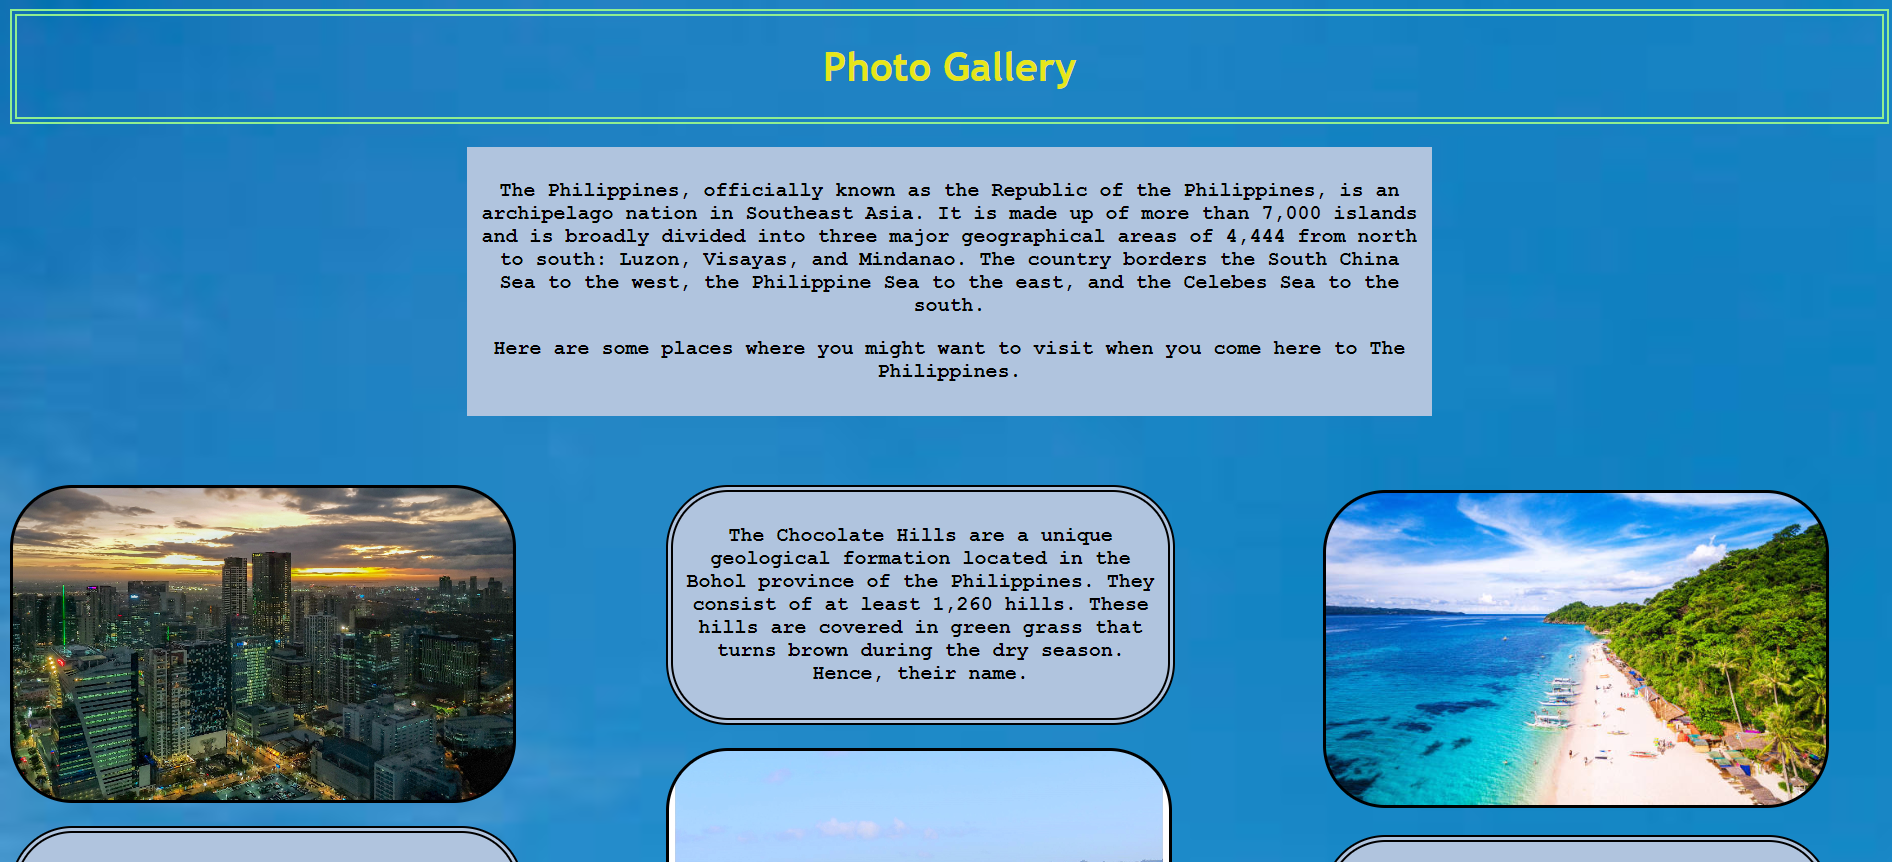 Photo Gallery
The Philippines, officially known as the Republic of the Philippines, is an
archipelago nation in Southeast Asia. It is made up of more than 7,000 islands
and is broadly divided into three major geographical areas of 4,444 from north
to south: Luzon, Visayas, and Mindanao. The country borders the South China
Sea to the west, the Philippine Sea to the east, and the Celebes Sea to the
south.
Here are some places where you might want to visit when you come here to The
Philippines.
The Chocolate Hills are a unique
geological formation located in the
Bohol province of the Philippines. They
consist of at least 1,260 hills. These
hills are covered in green grass that
turns brown during the dry season.
Hence, their name.